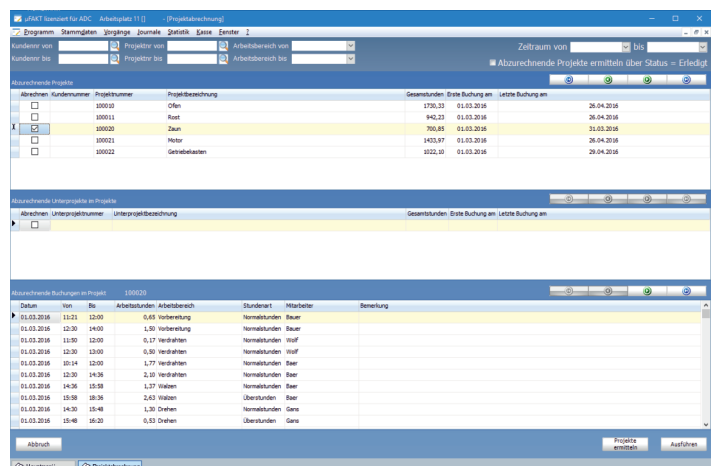 ufAKT lizenziert für ADC Arbeitsplatz 11 [] - [Projektabrechnung]
Programm Stammdaten Vorgänge Journale Statistik Kasse Fenster ?
Kundennr von Projektnr von Arbeitsbereich von Zeitraum von bis
Kundennr bis Projektnr bis Arbeitsbereich bis Abzurechnende Projekte ermitteln über Status = Erledigt
Abzurechnende Projekte
Abrechnen Kundennummer Projektnummer Projektbezeichnung Gesamtstunden Erste Buchung am Letzte Buchung am
100010 Ofen 1730,33 01.03.2016 26.04.2016
100011 Rost 942,23 01.03.2016 26.04.2016
100020 Zaun 700,85 01.03.2016 31.03.2016
100021 Motor 1433,97 01.03.2016 26.04.2016
100022 Getriebekasten 1022,10 01.03.2016 29.04.2016
Abzurechnende Unterprojekte im Projekte
Abrechnen Unterprojektnummer Unterprojektbezeichnung Gesamtstunden Erste Buchung am Letzte Buchung am
Abzurechnende Buchungen im Projekt 100020
Datum Von Bis Arbeitsstunden Arbeitsbereich Stundenart Mitarbeiter Bemerkung
01.03.2016 11:21 12:00 0,65 Vorbereitung Normalstunden Bauer
01.03.2016 12:30 14:00 1,50 Vorbereitung Normalstunden Bauer
01.03.2016 11:50 12:00 0,17 Verdrahten Normalstunden Wolf
01.03.2016 12:30 13:00 0,50 Verdrahten Normalstunden Wolf
01.03.2016 10:14 12:00 1,77 Verdrahten Normalstunden Baer
01.03.2016 12:30 14:36 2,10 Verdrahten Normalstunden Baer
01.03.2016 14:36 15:58 1,37 Walzen Normalstunden Baer
01.03.2016 15:58 18:36 2,63 Walzen Überstunden Baer
01.03.2016 14:30 15:48 1,30 Drehen Normalstunden Gans
01.03.2016 15:48 16:20 0,53 Drehen Überstunden Gans
Abbruch Projekte ermitteln Ausführen